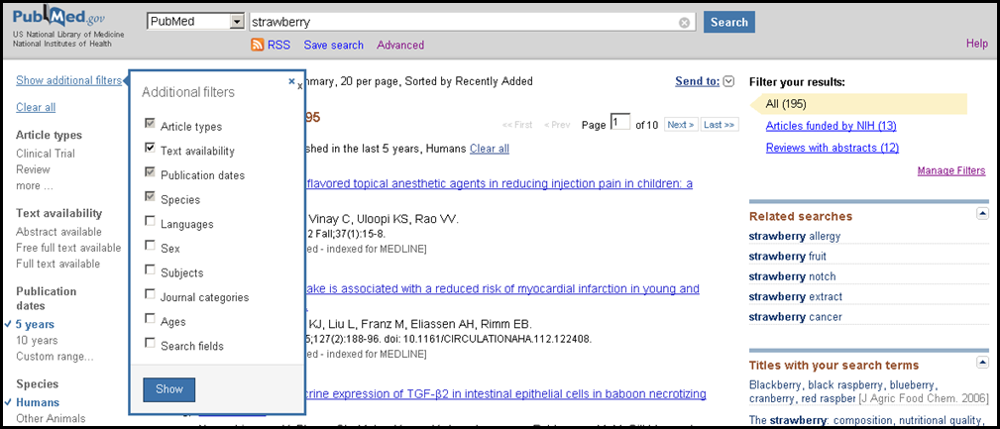 PubMed.gov
US National Library of Medicine
National Institutes of Health
PubMed
strawberry
Search
RSS Save search Advanced
Help
Show additional filters
Clear all
Article types
Clinical Trial
Review
more ...
Text availability
Abstract available
Free full text available
Full text available
Publication
dates
5 years
10 years
Custom range...
Species
Humans
Other Animals
Additional filters
x
Article types
Text availability
Publication dates
Species
Languages
Sex
Subjects
Journal categories
Ages
Search fields
Show
mmary, 20 per page, Sorted by Recently Added
Send to:
95
<< First < Prev Page 1 of 10 Next > Last >>
shed in the last 5 years, Humans Clear all
flavored topical anesthetic agents in reducing injection pain in children: a
Vinay C, Uloopi KS, Rao VV.
2 Fall;37(1):15-8.
ed - indexed for MEDLINE]
ake is associated with a reduced risk of myocardial infarction in young and
KJ, Liu L, Franz M, Eliassen AH, Rimm EB.
5;127(2):188-96. doi: 10.1161/CIRCULATIONAHA.112.122408.
ed - indexed for MEDLINE]
crine expression of TGF-β2 in intestinal epithelial cells in baboon necrotizing
Filter your results:
All (195)
Articles funded by NIH (13)
Reviews with abstracts (12)
Manage Filters
Related searches
strawberry allergy
strawberry fruit
strawberry notch
strawberry extract
strawberry cancer
Titles with your search terms
Blackberry, black raspberry, blueberry,
cranberry, red raspber [J Agric Food Chem. 2006]
The strawberry: composition, nutritional quality,